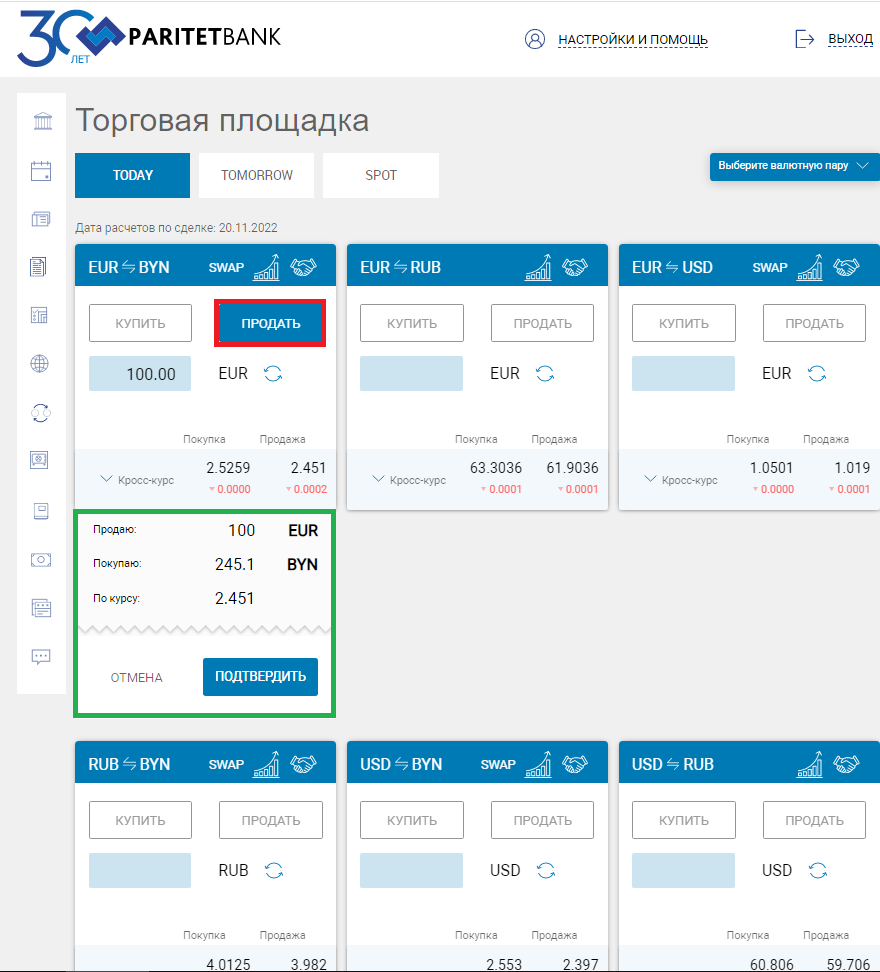 30 ЛЕТ PARITETBANK НАСТРОЙКИ И ПОМОЩЬ ВЫХОД
Торговая площадка
TODAY TOMORROW SPOT Выберите валютную пару
Дата расчетов по сделке: 20.11.2022
EUR ⇋ BYN SWAP EUR ⇋ RUB EUR ⇋ USD SWAP
КУПИТЬ ПРОДАТЬ КУПИТЬ ПРОДАТЬ КУПИТЬ ПРОДАТЬ
100.00 EUR EUR EUR
Покупка Продажа Покупка Продажа Покупка Продажа
Кросс-курс 2.5259 2.451 Кросс-курс 63.3036 61.9036 Кросс-курс 1.0501 1.019
0.0000 0.0002 0.0001 0.0001 0.0000 0.0001
Продаю: 100 EUR
Покупаю: 245.1 BYN
По курсу: 2.451
ОТМЕНА ПОДТВЕРДИТЬ
RUB ⇋ BYN SWAP USD ⇋ BYN SWAP USD ⇋ RUB
КУПИТЬ ПРОДАТЬ КУПИТЬ ПРОДАТЬ КУПИТЬ ПРОДАТЬ
RUB USD USD
Покупка Продажа Покупка Продажа Покупка Продажа
4.0125 3.982 2.553 2.397 60.806 59.706